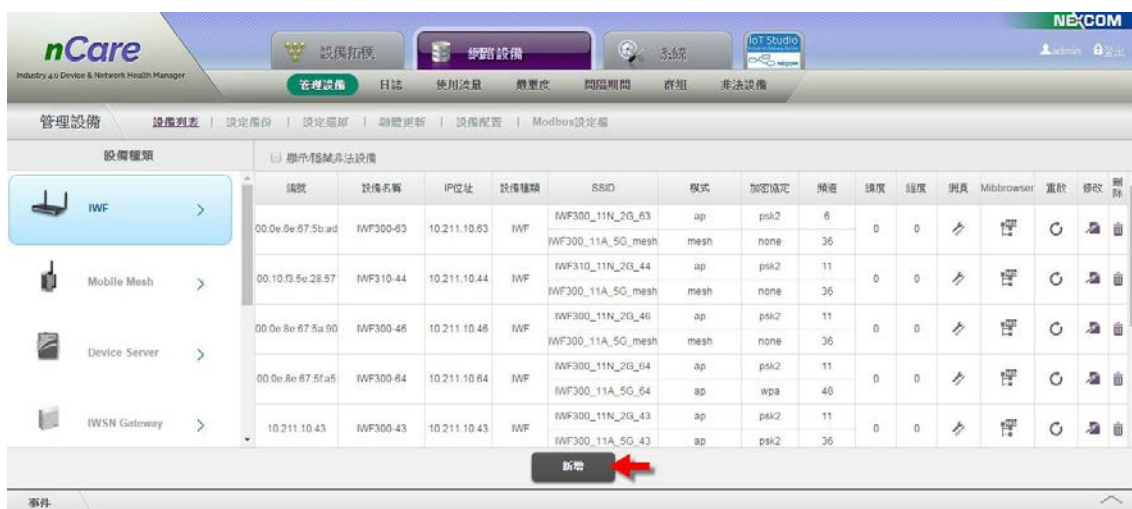 NEXCOM
nCare
Industry 4.0 Device & Network Health Manager
設備拓樸 網際設備 系統 IoT Studio
admin 登出
管理設備 日誌 使用流量 嚴重度 間隔期間 群組 非法設備
管理設備 設備列表 | 設定備份 | 設定還原 | 韌體更新 | 設備配置 | Modbus設定檔
設備種類
顯示/隱藏非法設備
編號 設備名稱 IP位址 設備種類 SSID 模式 加密協定 頻道 經度 緯度 網頁 Mibbrowser 重啟 修改 刪除
IWF
Mobile Mesh
Device Server
IWSN Gateway
00:0e:8e:67:5b:ad IWF300-63 10.211.10.63 IWF IWF300_11N_2G_63 ap psk2 6 0 0
IWF300_11A_5G_mesh mesh none 36
00:10:f3:5e:28:57 IWF310-44 10.211.10.44 IWF IWF310_11N_2G_44 ap psk2 11 0 0
IWF300_11A_5G_mesh mesh none 36
00:0e:8e:67:5a:90 IWF300-46 10.211.10.46 IWF IWF300_11N_2G_46 ap psk2 11 0 0
IWF300_11A_5G_mesh mesh none 36
00:0e:8e:67:5f:a5 IWF300-64 10.211.10.64 IWF IWF300_11N_2G_64 ap psk2 11 0 0
IWF300_11A_5G_64 ap wpa 48
10.211.10.43 IWF300-43 10.211.10.43 IWF IWF300_11N_2G_43 ap psk2 11 0 0
IWF300_11A_5G_43 ap psk2 36
新增
事件